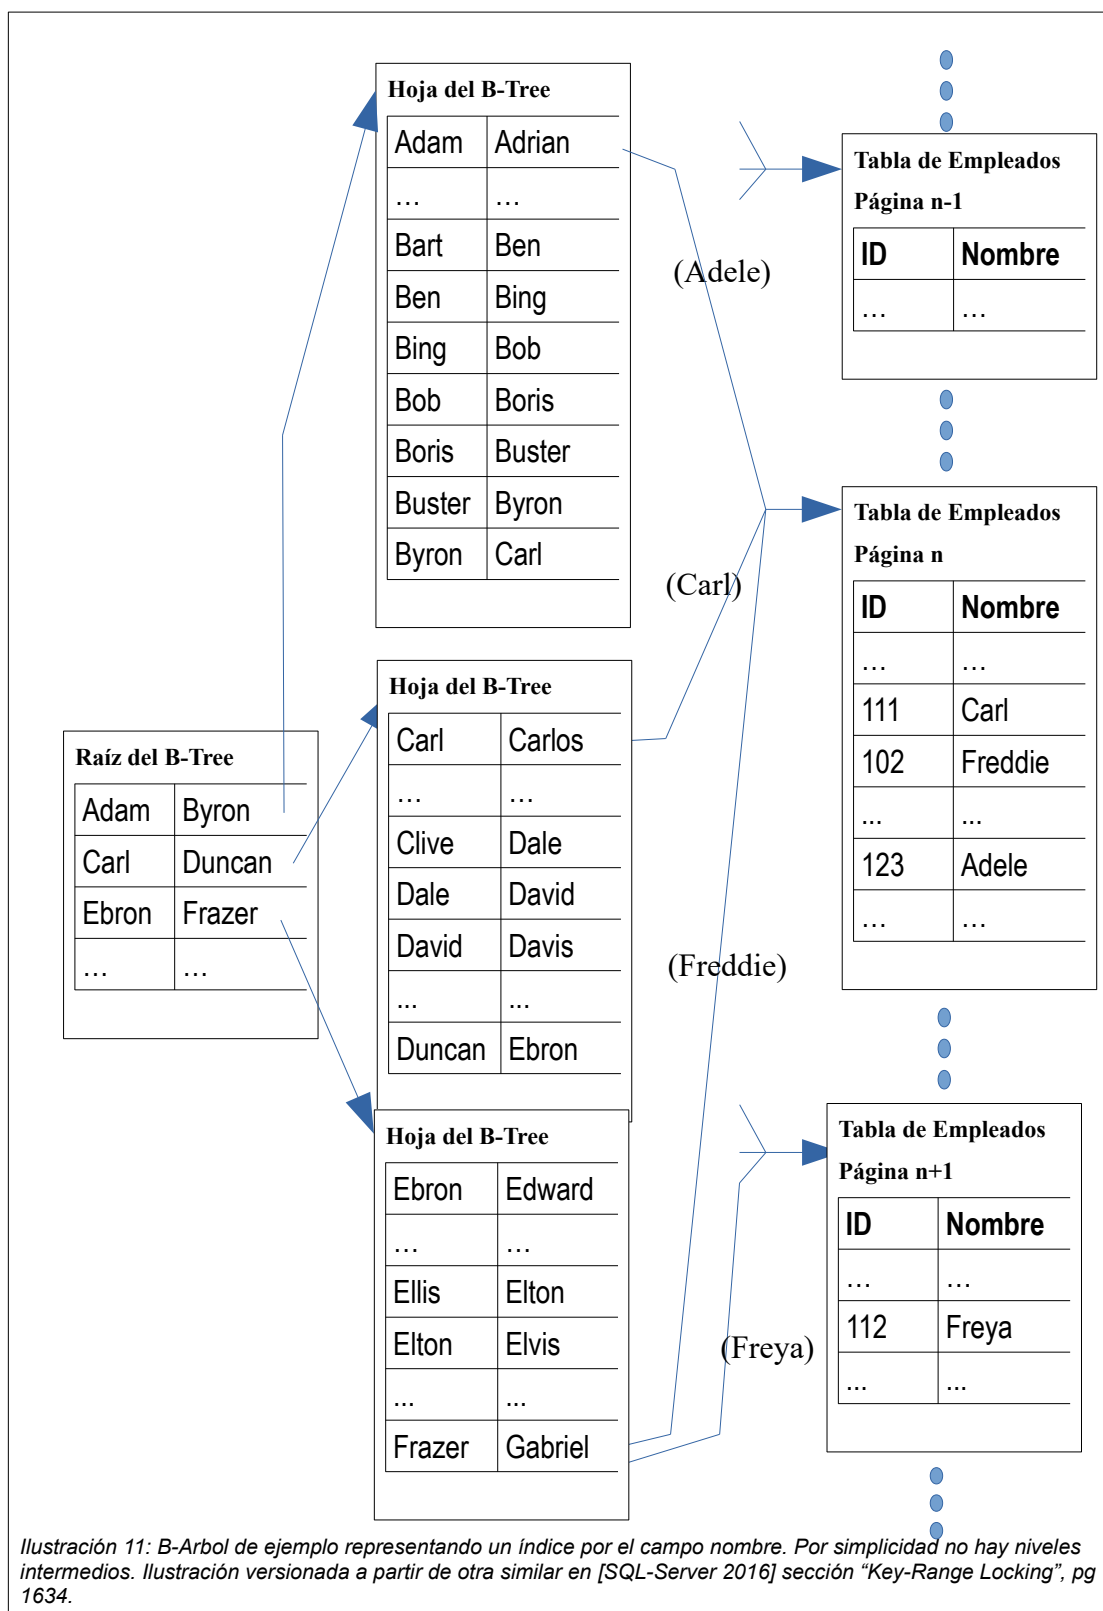 Hoja del B-Tree
Adam Adrian
… …
Bart Ben
Ben Bing
Bing Bob
Bob Boris
Boris Buster
Buster Byron
Byron Carl
(Adele)
Tabla de Empleados
Página n-1
ID Nombre
… …
(Carl)
Tabla de Empleados
Página n
ID Nombre
… …
111 Carl
102 Freddie
... ...
123 Adele
… …
Hoja del B-Tree
Carl Carlos
… …
Clive Dale
Dale David
David Davis
... ...
Duncan Ebron
Raíz del B-Tree
Adam Byron
Carl Duncan
Ebron Frazer
… …
(Freddie)
Hoja del B-Tree
Ebron Edward
… …
Ellis Elton
Elton Elvis
... ...
Frazer Gabriel
(Freya)
Tabla de Empleados
Página n+1
ID Nombre
… …
112 Freya
... ...
Ilustración 11: B-Arbol de ejemplo representando un índice por el campo nombre. Por simplicidad no hay niveles
intermedios. Ilustración versionada a partir de otra similar en [SQL-Server 2016] sección “Key-Range Locking”, pg
1634.